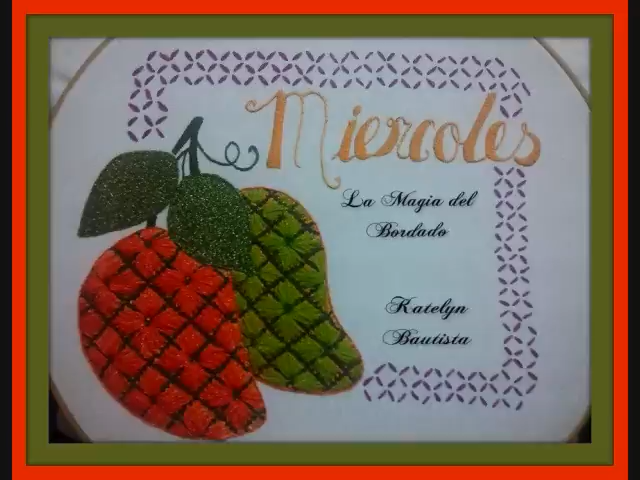 Miercoles
La Magia del
Bordado
Katelyn
Bautista